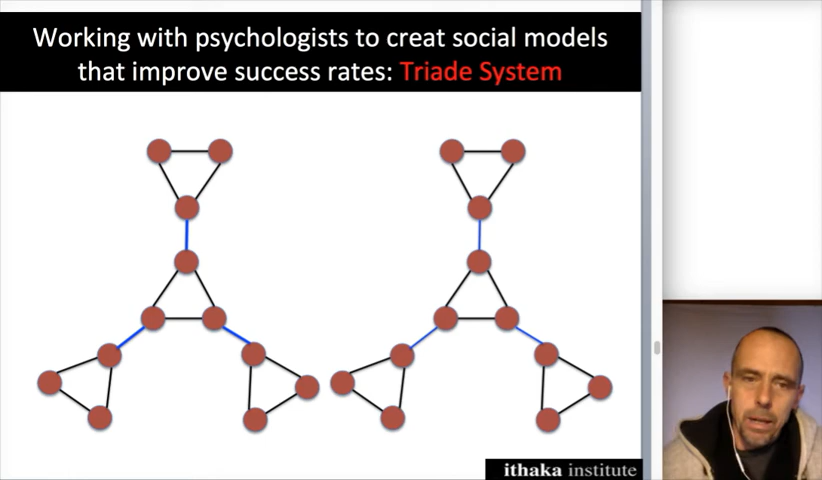 Working with psychologists to creat social models
that improve success rates: Triade System
ithaka institute